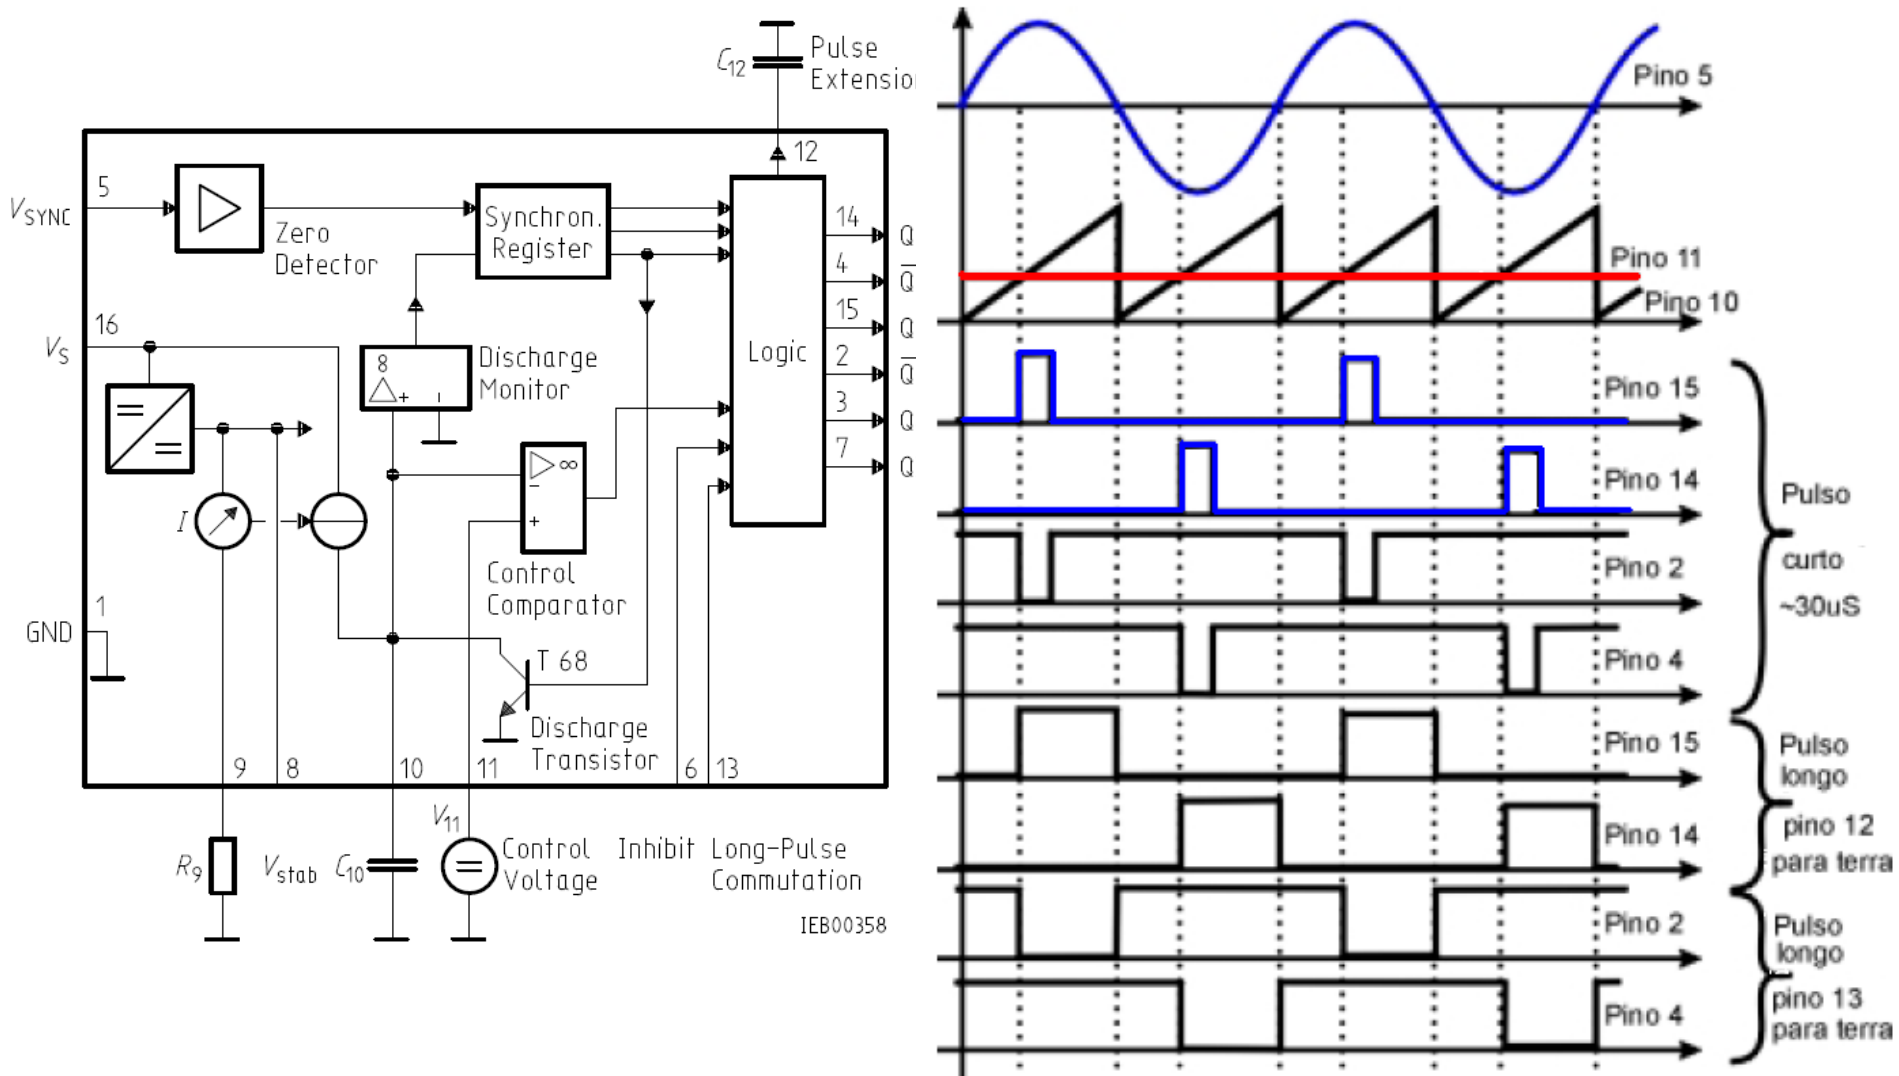 C12
Pulse
Extensio
12
5
VSYNC
Zero
Detector
Synchron.
Register
14
Q
4
Q̅
15
Q
2
Q̅
3
Q
7
Q
Logic
16
VS
8
+
-
Discharge
Monitor
=
=
I
∞
-
+
Control
Comparator
1
GND
T 68
Discharge
Transistor
9
8
10
11
6
13
R9
Vstab
C10
V11
=
Control
Voltage
Inhibit
Long-Pulse
Commutation
IEB00358
Pino 5
Pino 11
Pino 10
Pino 15
Pino 14
Pino 2
Pino 4
Pulso
curto
~30uS
Pino 15
Pino 14
Pulso
longo
pino 12
para terra
Pino 2
Pino 4
Pulso
longo
pino 13
para terra